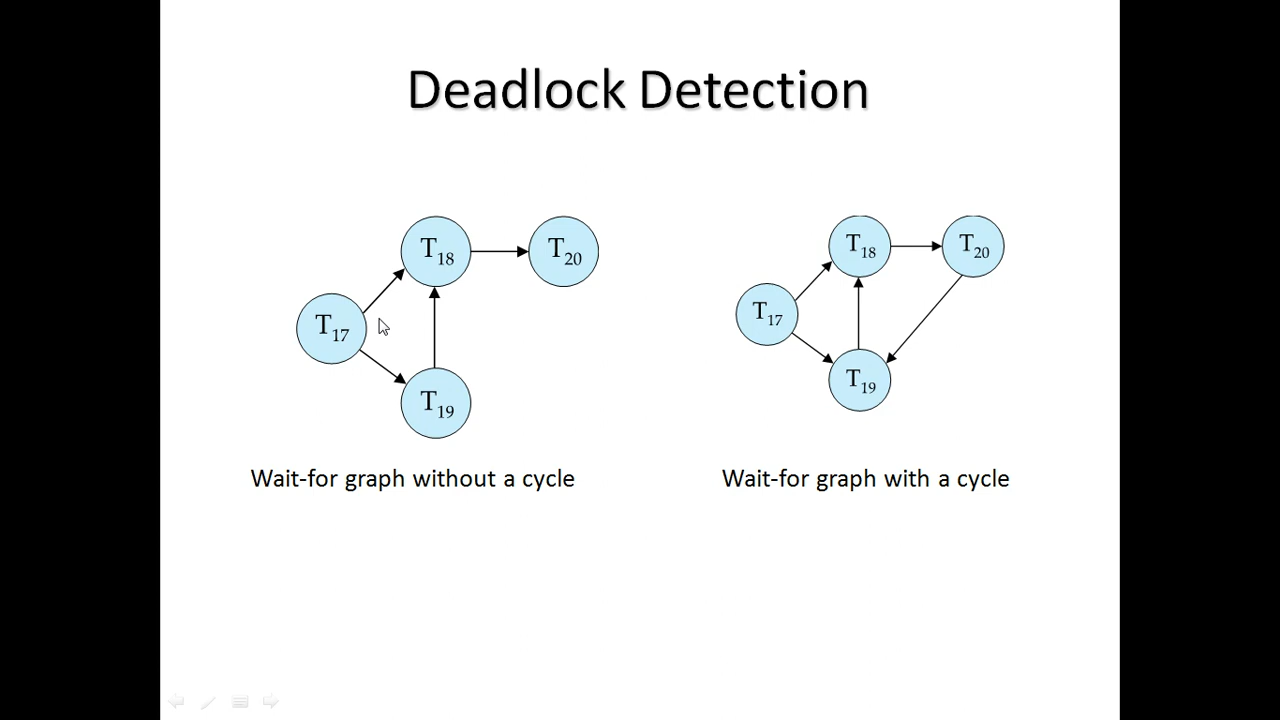 Deadlock Detection
T18 T20
T17
T19
T18 T20
T17
T19
Wait-for graph without a cycle
Wait-for graph with a cycle